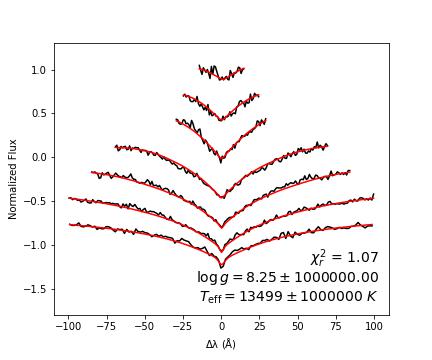 1.0
0.5
0.0
−0.5
−1.0
−1.5
Normalized Flux
χ²ᵣ = 1.07
log g = 8.25 ± 1000000.00
T_eff = 13499 ± 1000000 K
−100 −75 −50 −25 0 25 50 75 100
Δλ (Å)